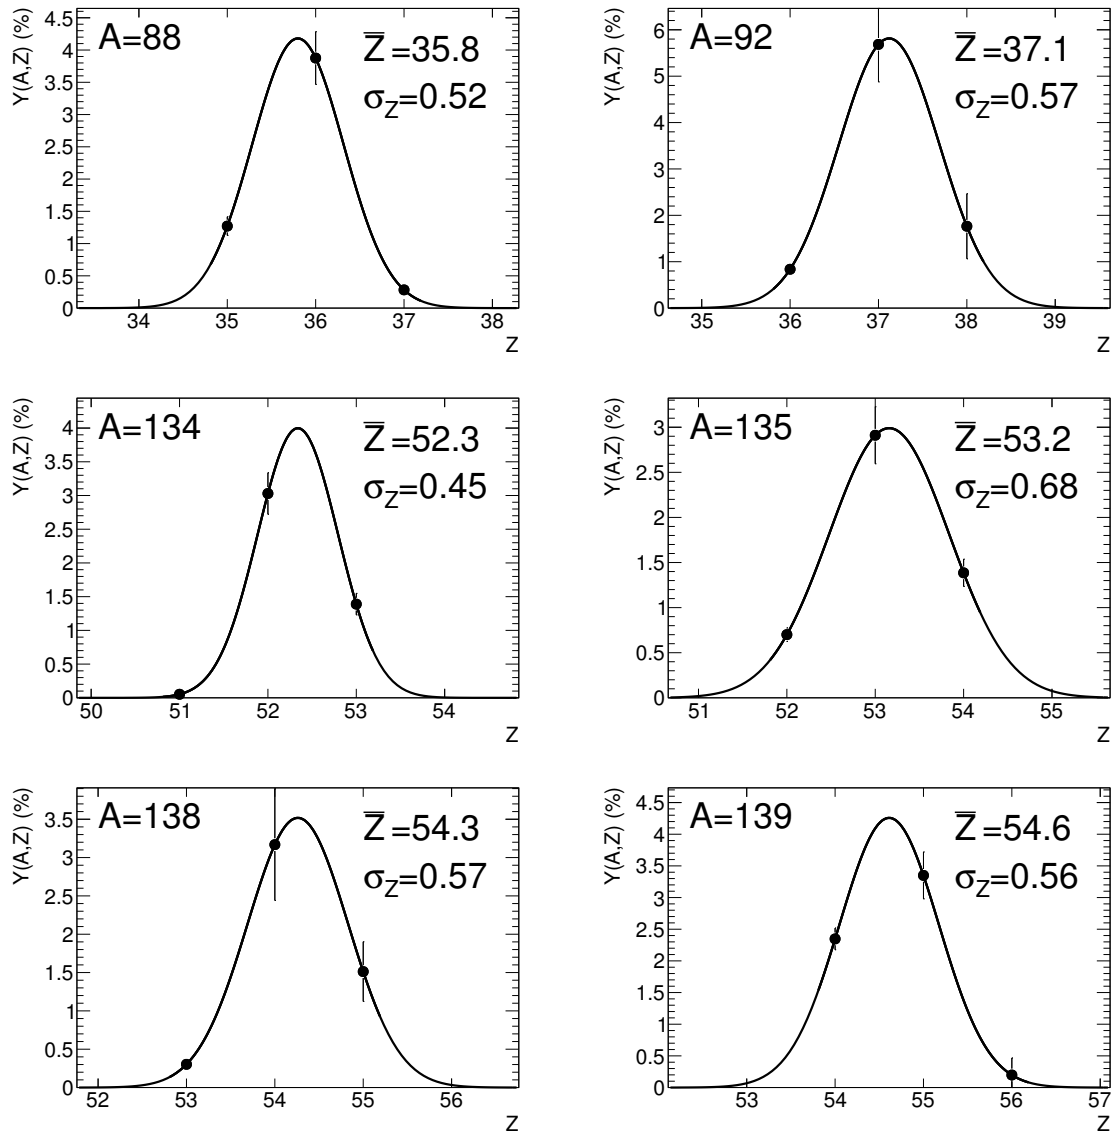 Y(A,Z) (%)
A=88
Z̅=35.8
σ_Z=0.52
4.5
4
3.5
3
2.5
2
1.5
1
0.5
0
34 35 36 37 38
Z
Y(A,Z) (%)
A=92
Z̅=37.1
σ_Z=0.57
6
5
4
3
2
1
0
35 36 37 38 39
Z
Y(A,Z) (%)
A=134
Z̅=52.3
σ_Z=0.45
4
3.5
3
2.5
2
1.5
1
0.5
0
50 51 52 53 54
Z
Y(A,Z) (%)
A=135
Z̅=53.2
σ_Z=0.68
3
2.5
2
1.5
1
0.5
0
51 52 53 54 55
Z
Y(A,Z) (%)
A=138
Z̅=54.3
σ_Z=0.57
3.5
3
2.5
2
1.5
1
0.5
0
52 53 54 55 56
Z
Y(A,Z) (%)
A=139
Z̅=54.6
σ_Z=0.56
4.5
4
3.5
3
2.5
2
1.5
1
0.5
0
53 54 55 56 57
Z